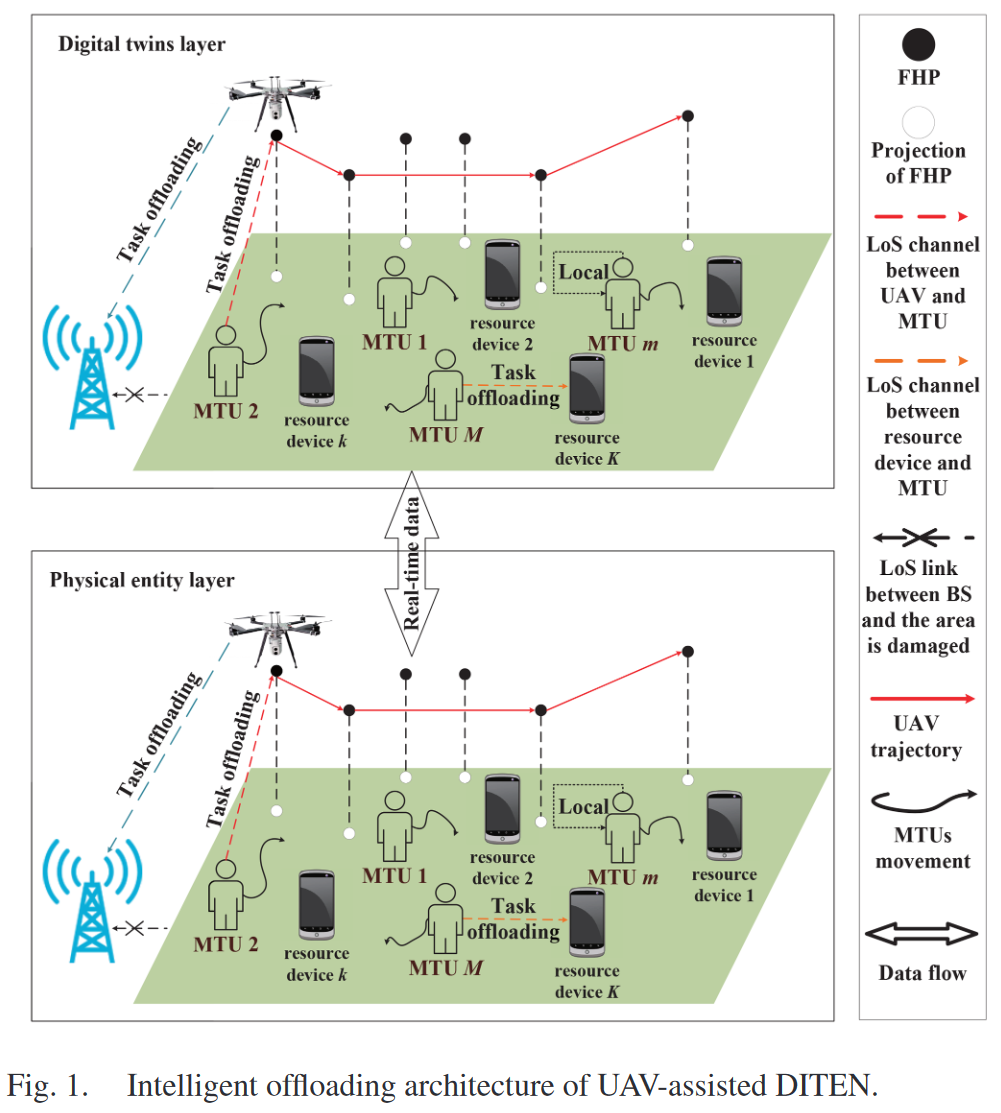 Digital twins layer
Task offloading
Task offloading
Local
MTU 1
resource
device 2
MTU m
resource
device 1
MTU 2
resource
device k
Task
offloading
MTU M
resource
device K
Real-time data
Physical entity layer
Task offloading
Task offloading
Local
MTU 1
resource
device 2
MTU m
resource
device 1
MTU 2
resource
device k
Task
offloading
MTU M
resource
device K
FHP
Projection
of FHP
LoS channel
between
UAV and
MTU
LoS channel
between
resource
device and
MTU
LoS link
between BS
and the area
is damaged
UAV
trajectory
MTUs
movement
Data flow
Fig. 1. Intelligent offloading architecture of UAV-assisted DITEN.